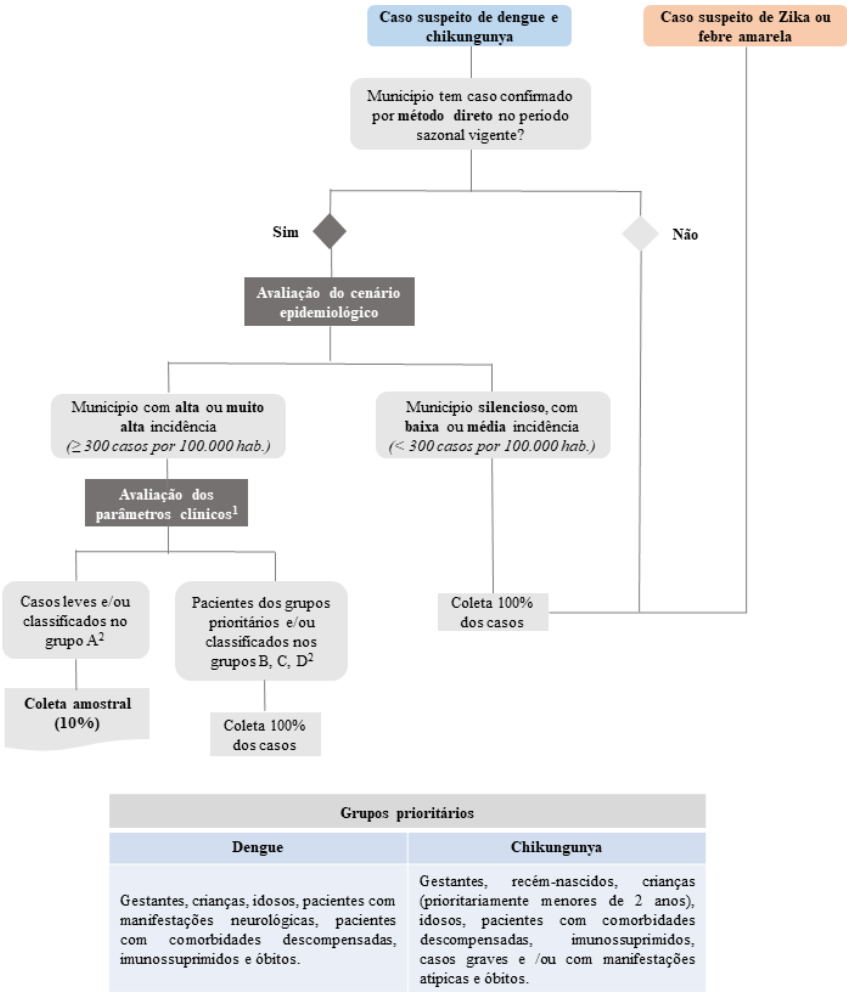 Caso suspeito de dengue e
chikungunya
Caso suspeito de Zika ou
febre amarela
Município tem caso confirmado
por método direto no período
sazonal vigente?
Sim
Não
Avaliação do cenário
epidemiológico
Município com alta ou muito
alta incidência
(≥ 300 casos por 100.000 hab.)
Município silencioso, com
baixa ou média incidência
(< 300 casos por 100.000 hab.)
Avaliação dos
parâmetros clínicos¹
Casos leves e/ou
classificados no
grupo A²
Pacientes dos grupos
prioritários e/ou
classificados nos
grupos B, C, D²
Coleta 100%
dos casos
Coleta amostral
(10%)
Coleta 100%
dos casos
Grupos prioritários
Dengue
Chikungunya
Gestantes, crianças, idosos, pacientes com
manifestações neurológicas, pacientes
com comorbidades descompensadas,
imunossuprimidos e óbitos.
Gestantes, recém-nascidos, crianças
(prioritariamente menores de 2 anos),
idosos, pacientes com comorbidades
descompensadas, imunossuprimidos,
casos graves e /ou com manifestações
atípicas e óbitos.